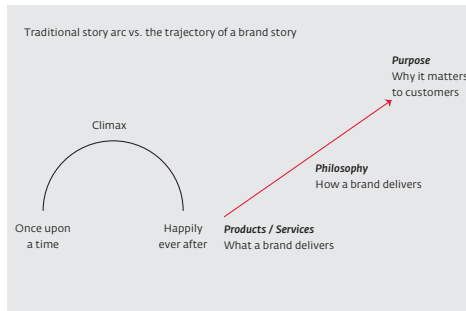 Traditional story arc vs. the trajectory of a brand story
Purpose
Why it matters
to customers
Climax
Philosophy
How a brand delivers
Once upon
a time
Happily
ever after
Products / Services
What a brand delivers